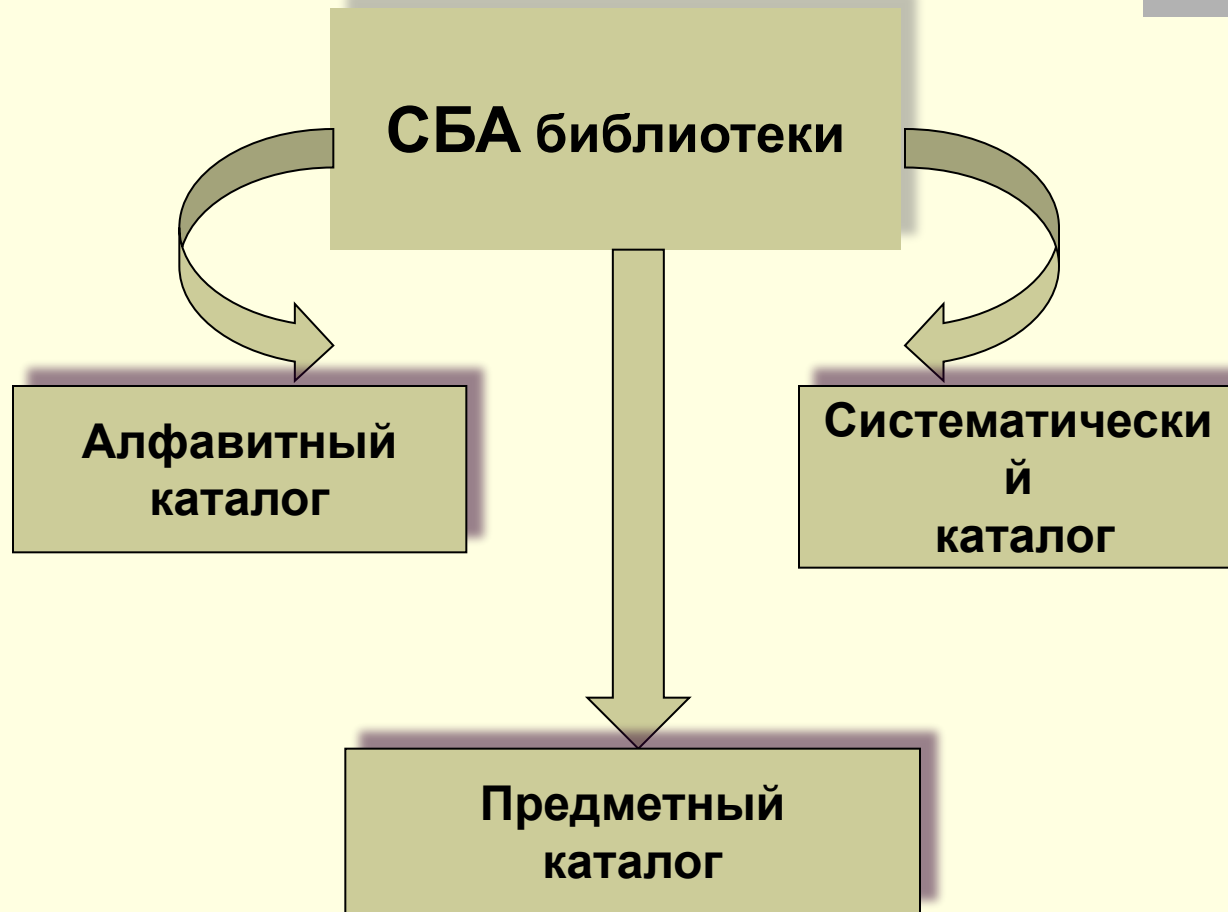 СБА библиотеки
Алфавитный
каталог
Систематически
й
каталог
Предметный
каталог